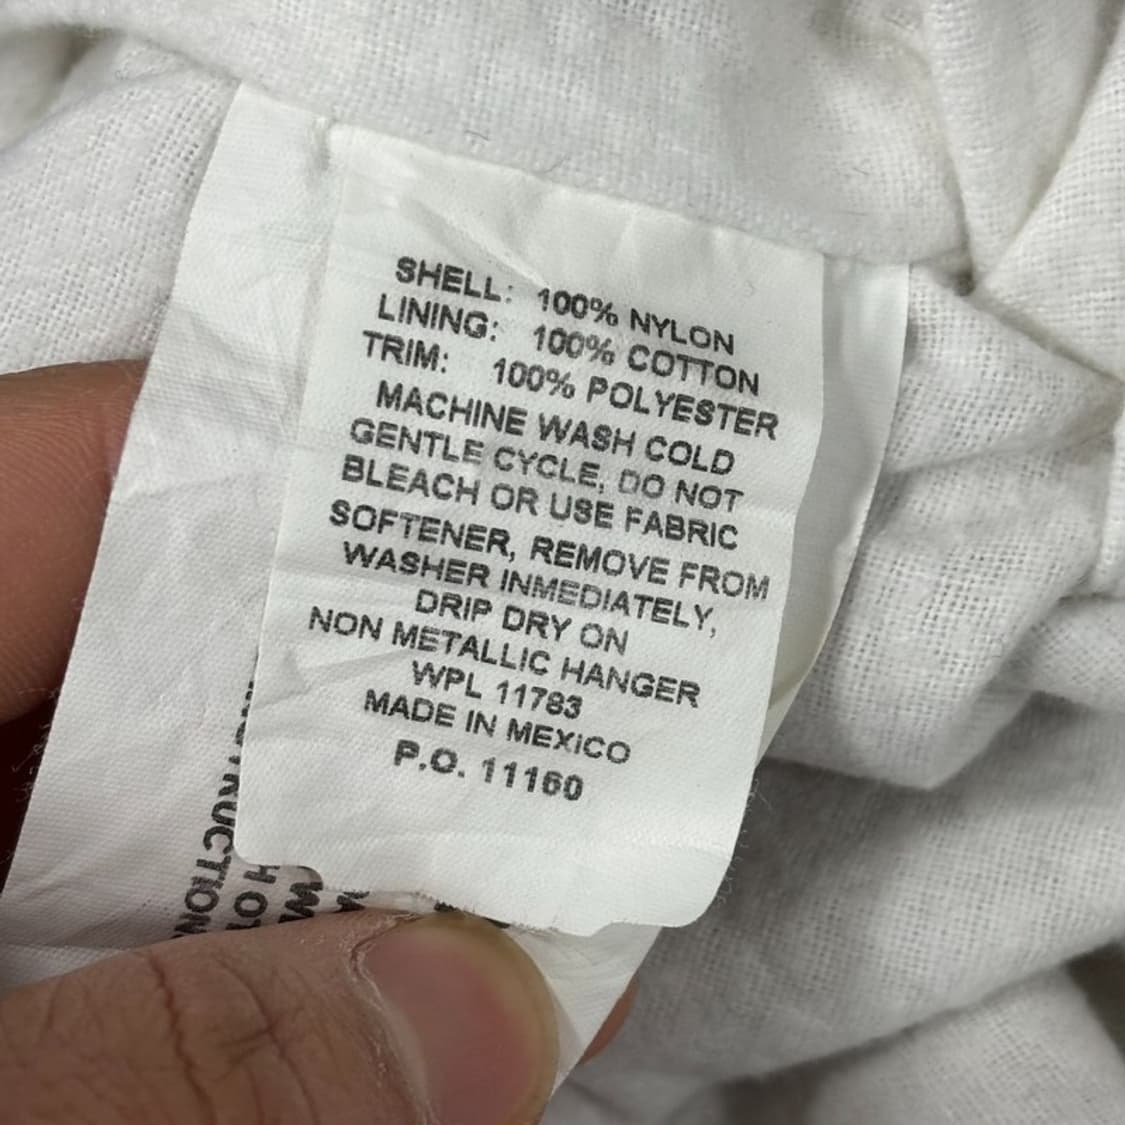 SHELL: 100% NYLON
LINING: 100% COTTON
TRIM: 100% POLYESTER
MACHINE WASH COLD
GENTLE CYCLE, DO NOT
BLEACH OR USE FABRIC
SOFTENER, REMOVE FROM
WASHER INMEDIATELY,
DRIP DRY ON
NON METALLIC HANGER
WPL 11783
MADE IN MEXiCO
P.O. 11160